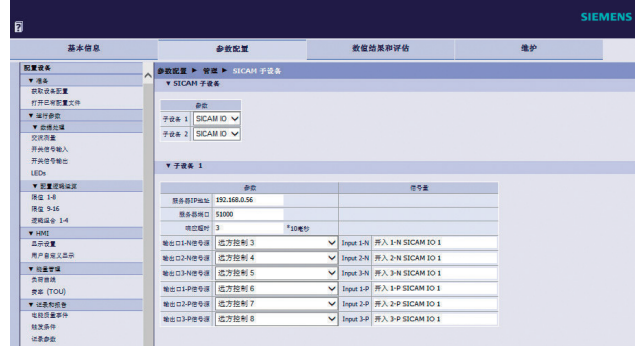 SIEMENS
?
基本信息 参数配置 数值结果和评估 维护
配置设备
▼ 准备
获取设备配置
打开已有配置文件
▼ 运行参数
▼ 数据处理
交流测量
开关信号输入
开关信号输出
LEDs
▼ 配置逻辑组态
限值 1-8
限值 9-16
逻辑组合 1-4
▼ HMI
显示设置
用户自定义显示
▼ 能量管理
负荷曲线
费率 (TOU)
▼ 记录和报告
电能质量事件
触发条件
记录参数
参数配置 ► 管理 ► SICAM 子设备
▼ SICAM 子设备
参数
子设备 1 SICAM IO
子设备 2 SICAM IO
▼ 子设备 1
参数 信号量
服务器IP地址 192.168.0.56
服务器端口 51000
响应超时 3 *10毫秒
输出口1-N信号源 远方控制 3 Input 1-N 开入 1-N SICAM IO 1
输出口2-N信号源 远方控制 4 Input 2-N 开入 2-N SICAM IO 1
输出口3-N信号源 远方控制 5 Input 3-N 开入 3-N SICAM IO 1
输出口1-P信号源 远方控制 6 Input 1-P 开入 1-P SICAM IO 1
输出口2-P信号源 远方控制 7 Input 2-P 开入 2-P SICAM IO 1
输出口3-P信号源 远方控制 8 Input 3-P 开入 3-P SICAM IO 1